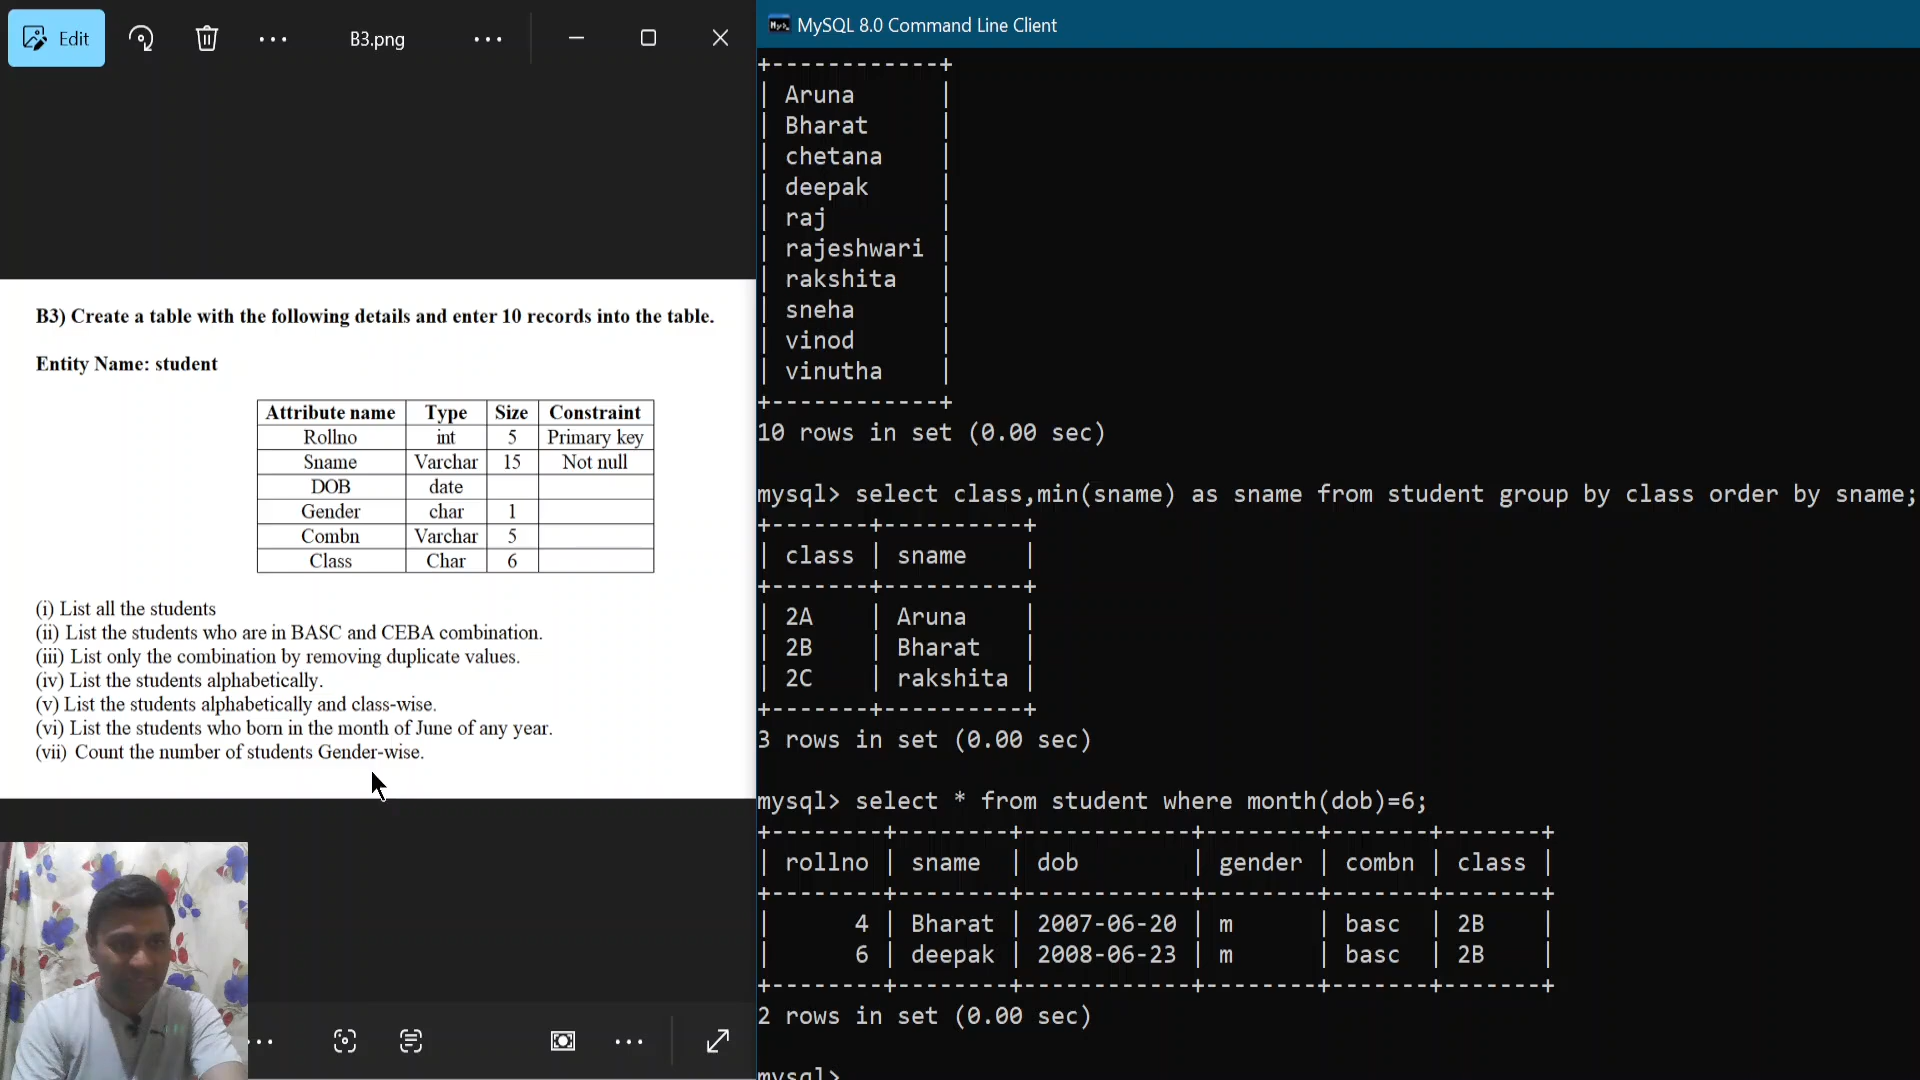 Edit
B3.png
B3) Create a table with the following details and enter 10 records into the table.
Entity Name: student
Attribute name Type Size Constraint
Rollno int 5 Primary key
Sname Varchar 15 Not null
DOB date
Gender char 1
Combn Varchar 5
Class Char 6
(i) List all the students
(ii) List the students who are in BASC and CEBA combination.
(iii) List only the combination by removing duplicate values.
(iv) List the students alphabetically.
(v) List the students alphabetically and class-wise.
(vi) List the students who born in the month of June of any year.
(vii) Count the number of students Gender-wise.
MySQL 8.0 Command Line Client
+------------+
| Aruna |
| Bharat |
| chetana |
| deepak |
| raj |
| rajeshwari |
| rakshita |
| sneha |
| vinod |
| vinutha |
+------------+
10 rows in set (0.00 sec)
mysql> select class,min(sname) as sname from student group by class order by sname;
+-------+----------+
| class | sname |
+-------+----------+
| 2A | Aruna |
| 2B | Bharat |
| 2C | rakshita |
+-------+----------+
3 rows in set (0.00 sec)
mysql> select * from student where month(dob)=6;
+--------+--------+------------+--------+-------+-------+
| rollno | sname | dob | gender | combn | class |
+--------+--------+------------+--------+-------+-------+
| 4 | Bharat | 2007-06-20 | m | basc | 2B |
| 6 | deepak | 2008-06-23 | m | basc | 2B |
+--------+--------+------------+--------+-------+-------+
2 rows in set (0.00 sec)
mysql>